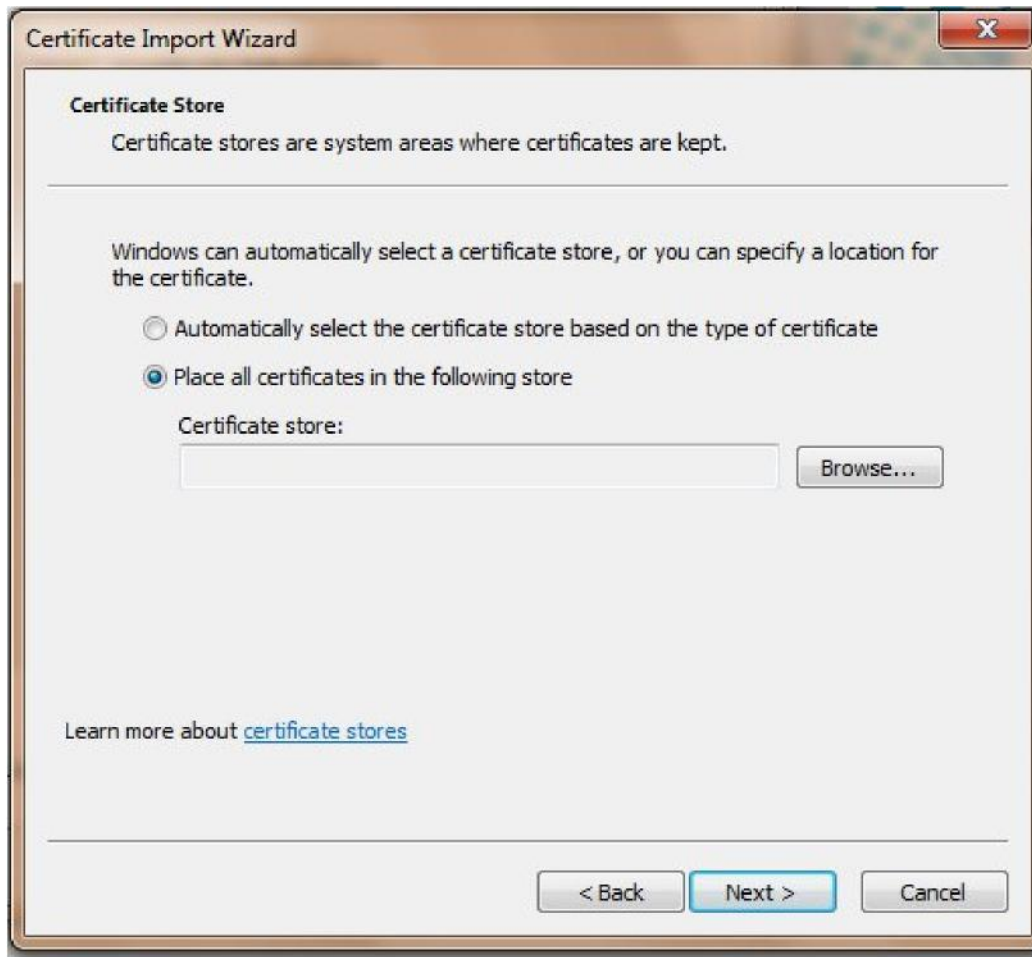 Certificate Import Wizard
X
Certificate Store
Certificate stores are system areas where certificates are kept.
Windows can automatically select a certificate store, or you can specify a location for
the certificate.
Automatically select the certificate store based on the type of certificate
Place all certificates in the following store
Certificate store:
Browse...
Learn more about certificate stores
< Back Next > Cancel